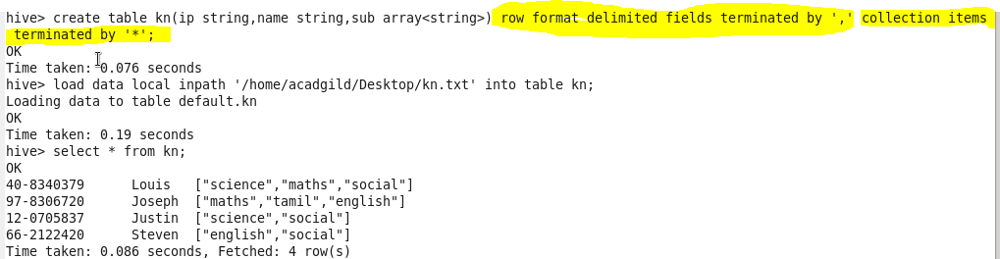 hive> create table kn(ip string,name string,sub array<string>) row format delimited fields terminated by ',' collection items
terminated by '*';
OK
Time taken: 0.076 seconds
hive> load data local inpath '/home/acadgild/Desktop/kn.txt' into table kn;
Loading data to table default.kn
OK
Time taken: 0.19 seconds
hive> select * from kn;
OK
40-8340379 Louis ["science","maths","social"]
97-8306720 Joseph ["maths","tamil","english"]
12-0705837 Justin ["science","social"]
66-2122420 Steven ["english","social"]
Time taken: 0.086 seconds, Fetched: 4 row(s)